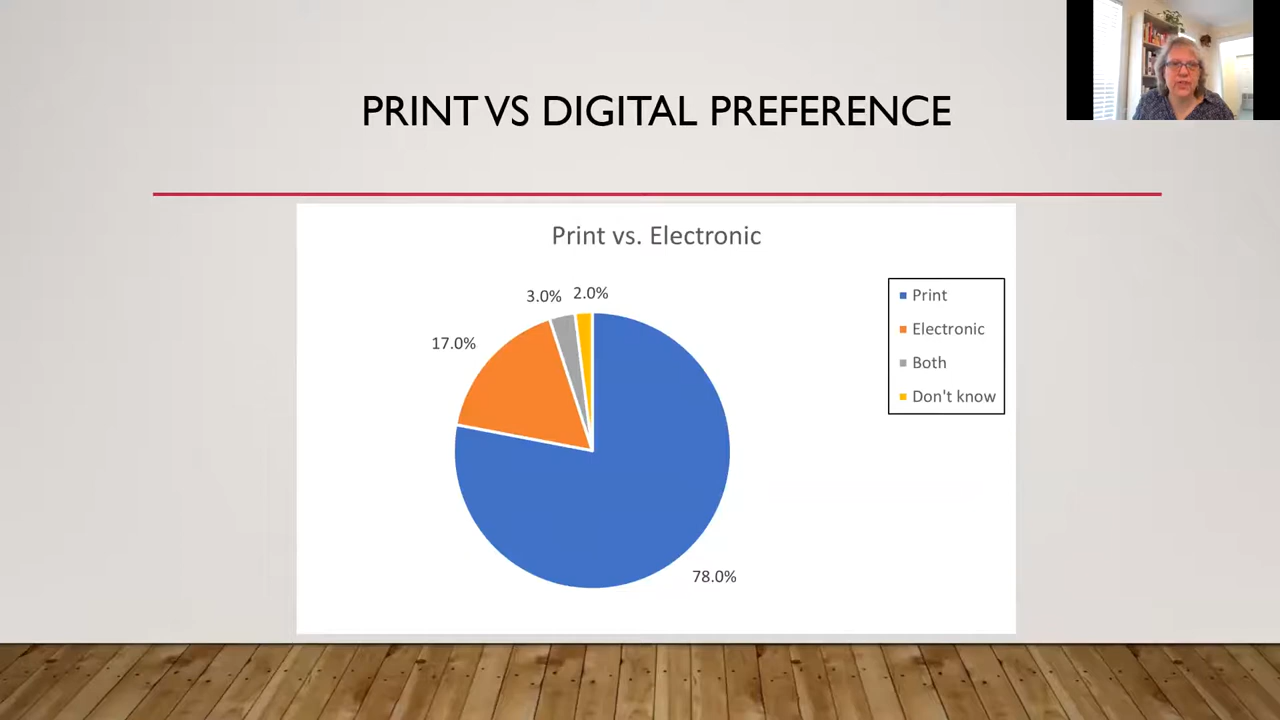 PRINT VS DIGITAL PREFERENCE
Print vs. Electronic
3.0%
2.0%
17.0%
78.0%
Print
Electronic
Both
Don't know